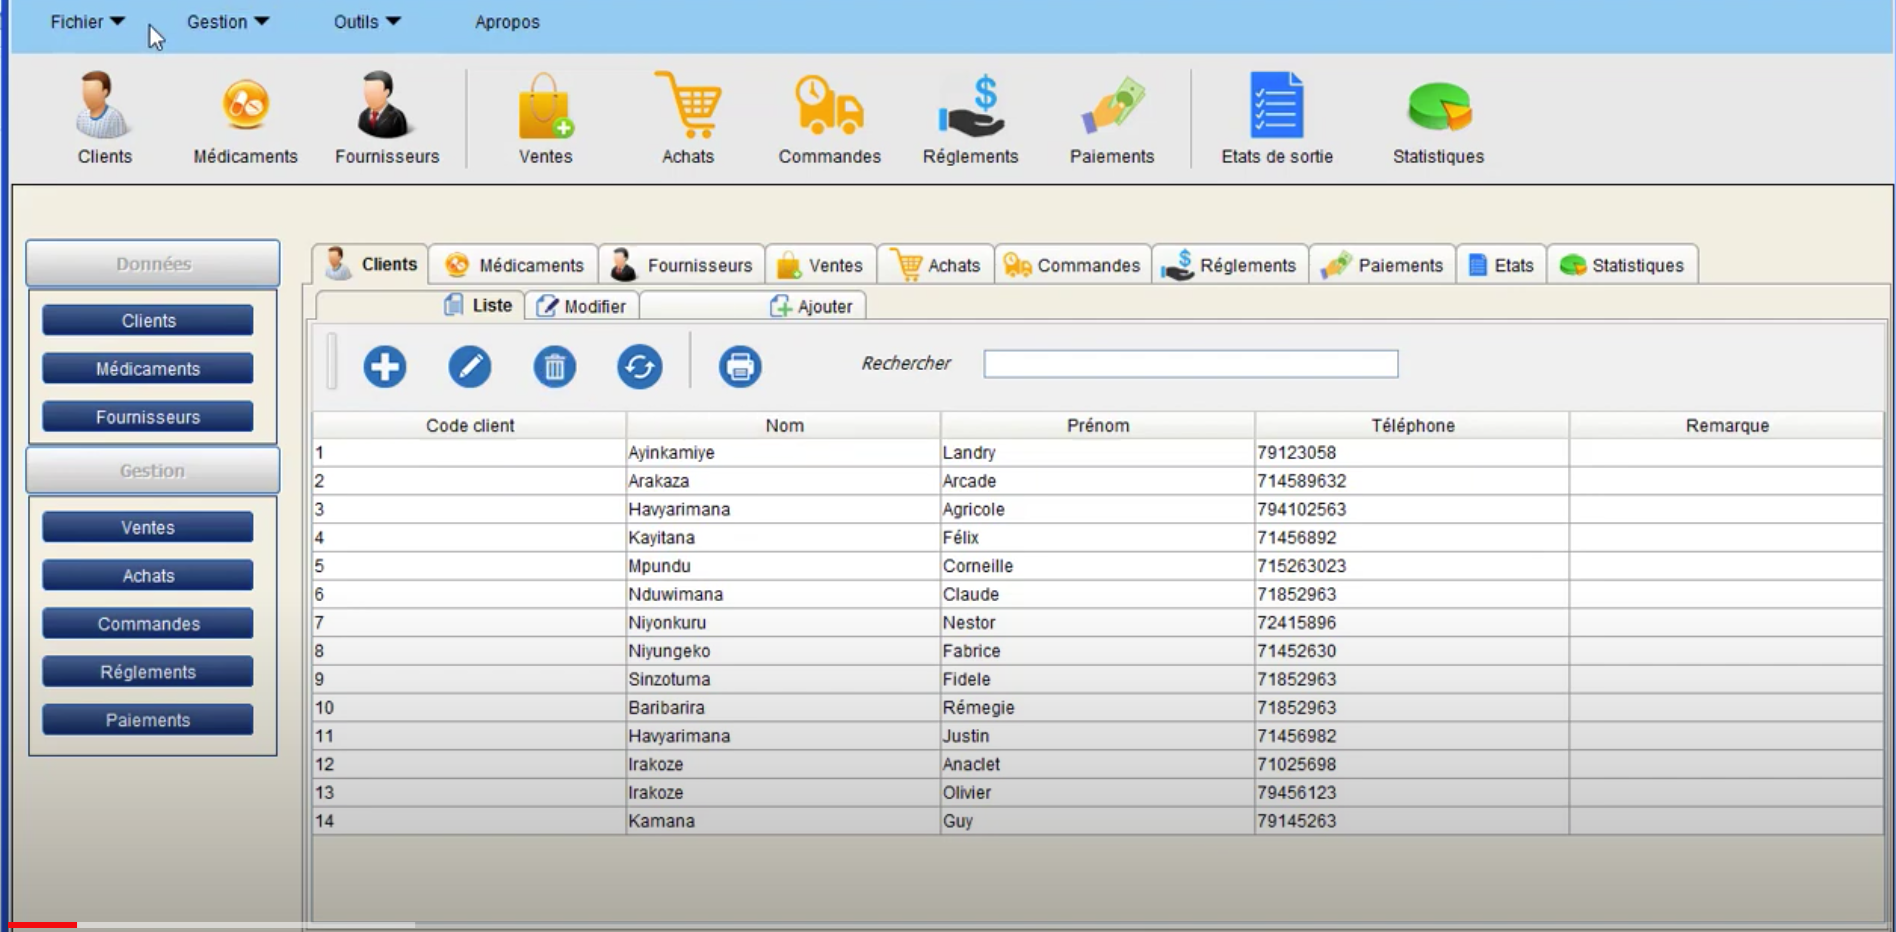 Fichier Gestion Outils Apropos
Clients Médicaments Fournisseurs Ventes Achats Commandes Réglements Paiements Etats de sortie Statistiques
Données
Clients
Médicaments
Fournisseurs
Gestion
Ventes
Achats
Commandes
Réglements
Paiements
Clients Médicaments Fournisseurs Ventes Achats Commandes Réglements Paiements Etats Statistiques
Liste Modifier Ajouter
Rechercher
Code client Nom Prénom Téléphone Remarque
1 Ayinkamiye Landry 79123058
2 Arakaza Arcade 714589632
3 Havyarimana Agricole 794102563
4 Kayitana Félix 71456892
5 Mpundu Corneille 715263023
6 Nduwimana Claude 71852963
7 Niyonkuru Nestor 72415896
8 Niyungeko Fabrice 71452630
9 Sinzotuma Fidele 71852963
10 Baribarira Rémegie 71852963
11 Havyarimana Justin 71456982
12 Irakoze Anaclet 71025698
13 Irakoze Olivier 79456123
14 Kamana Guy 79145263